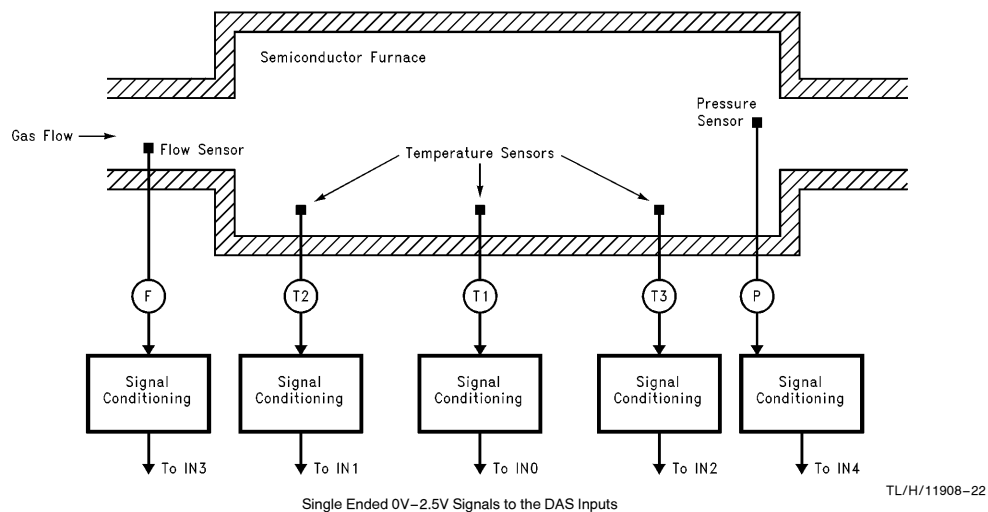 Semiconductor Furnace
Pressure
Sensor
Gas Flow
Flow Sensor
Temperature Sensors
F
T2
T1
T3
P
Signal
Conditioning
Signal
Conditioning
Signal
Conditioning
Signal
Conditioning
Signal
Conditioning
To IN3
To IN1
To IN0
To IN2
To IN4
TL/H/11908–22
Single Ended 0V–2.5V Signals to the DAS Inputs